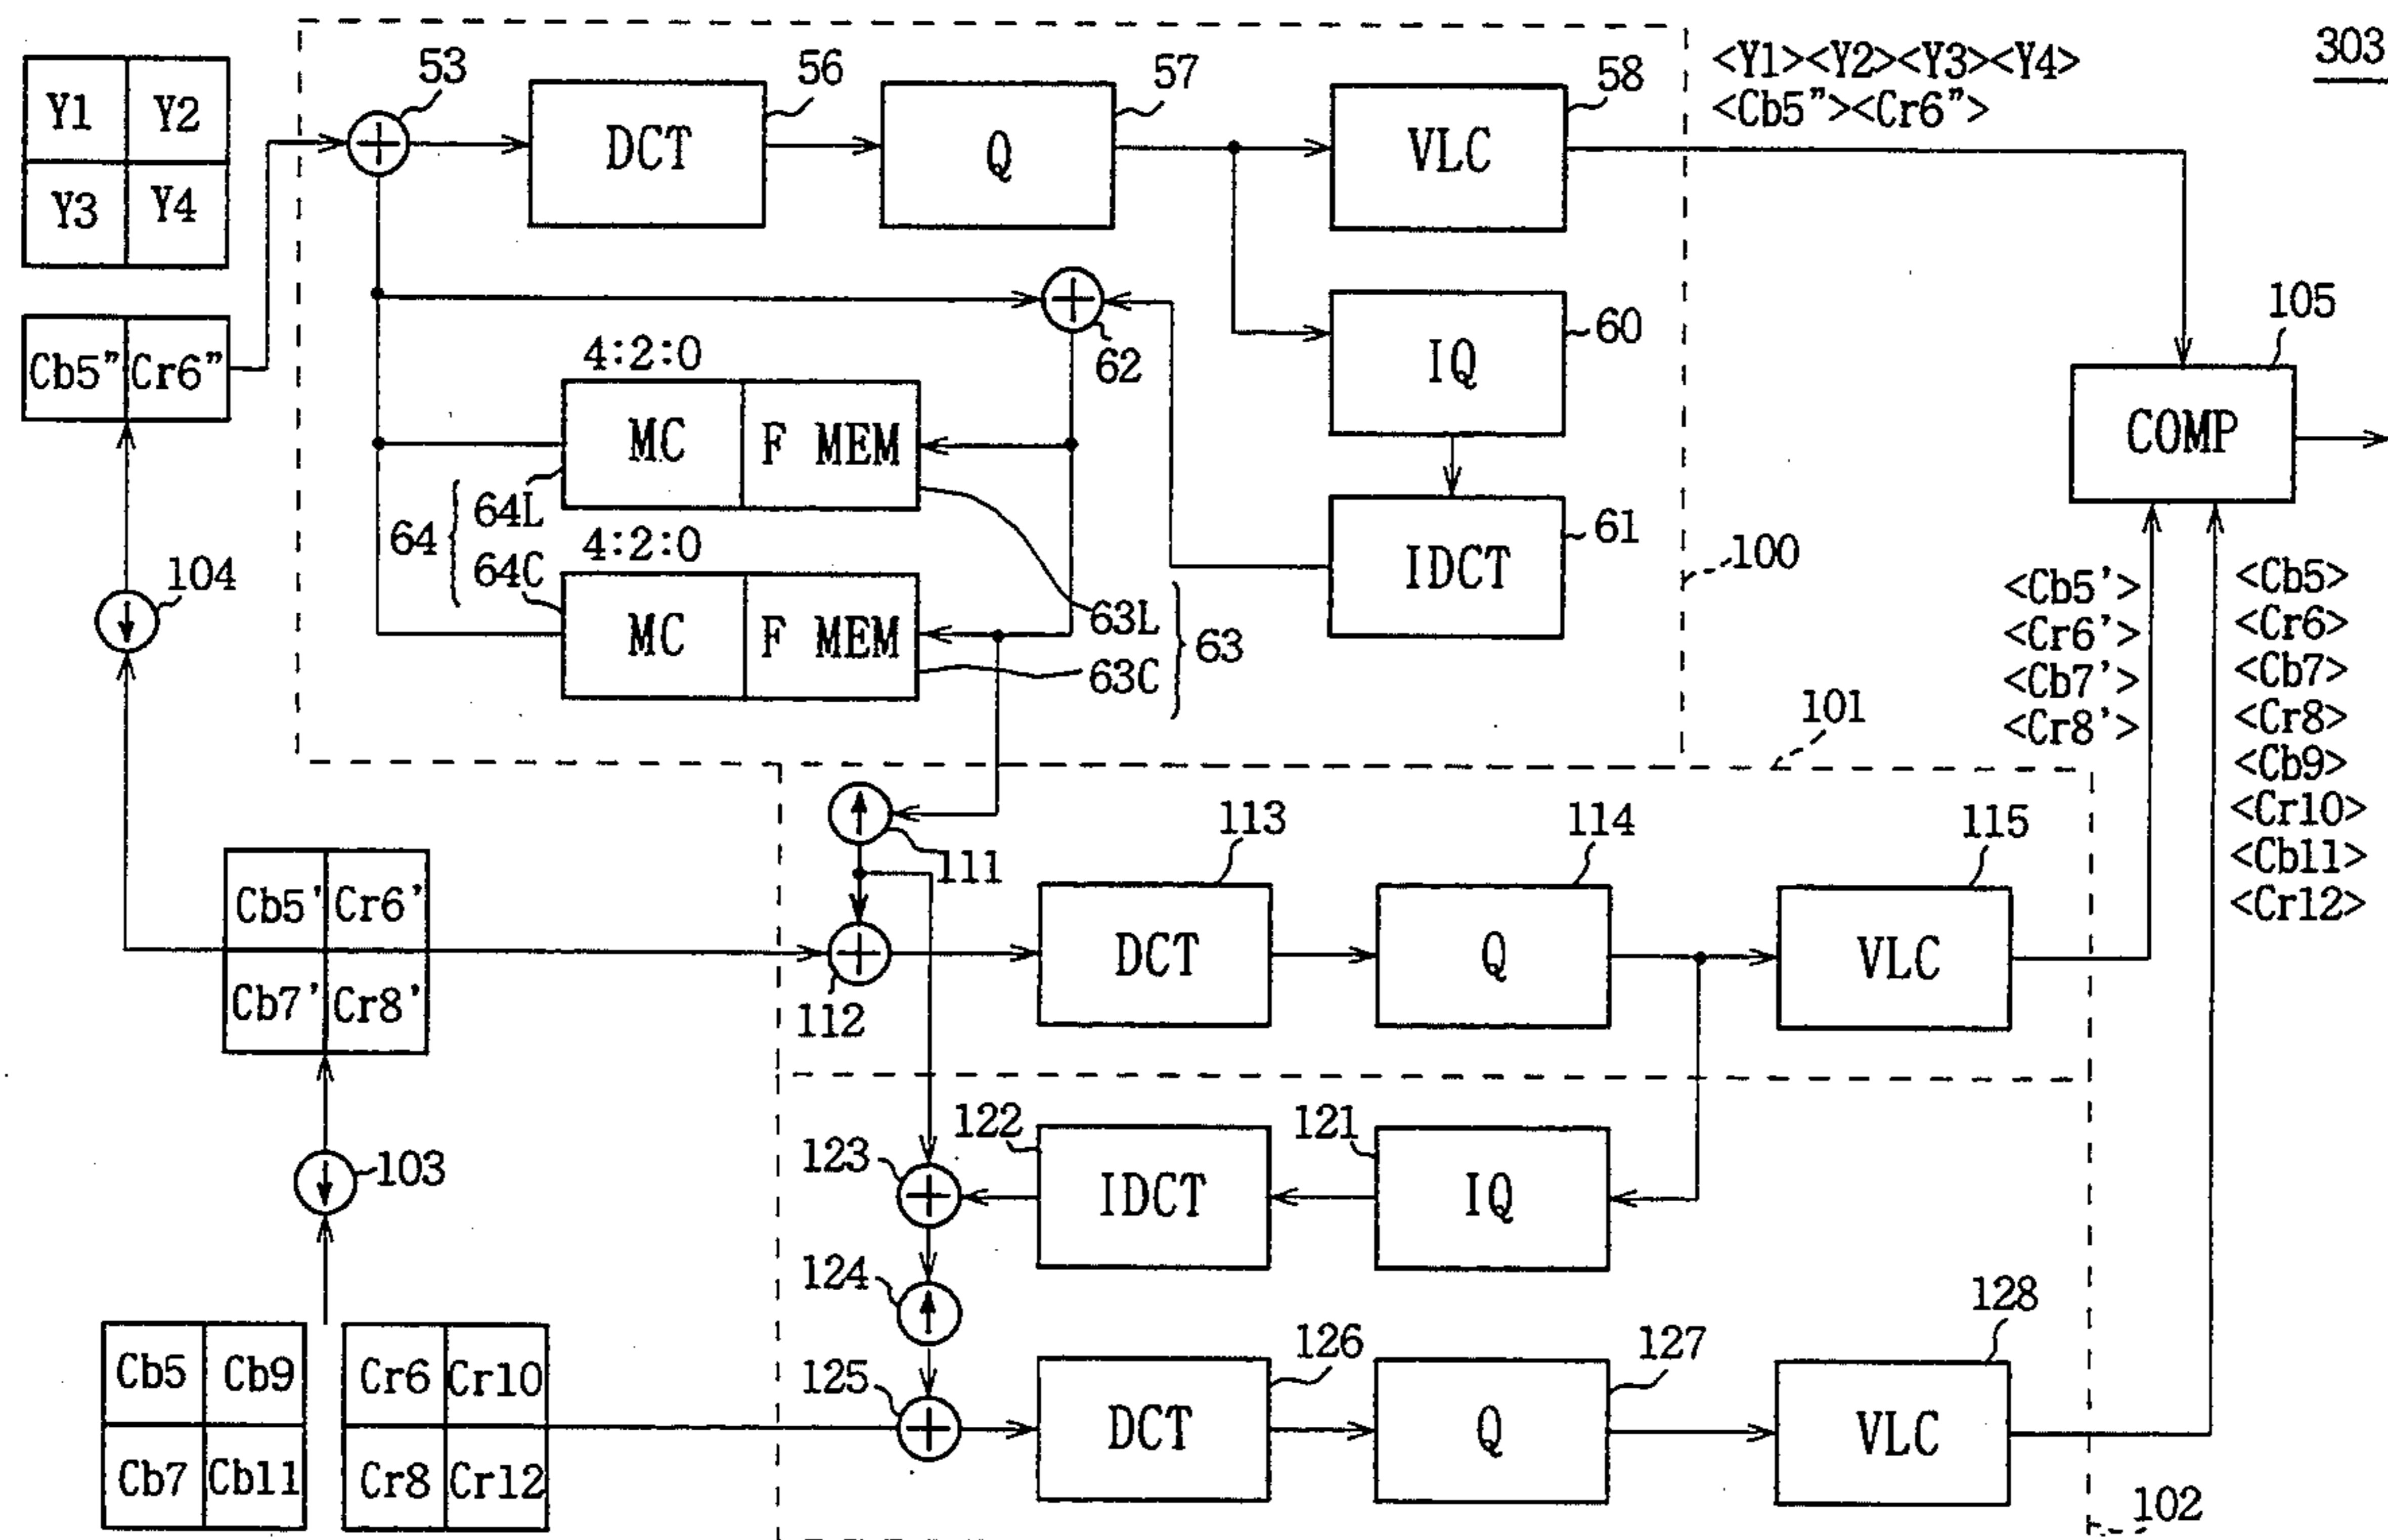 303
<Y1><Y2><Y3><Y4>
<Cb5”><Cr6”>
Y1 Y2
Y3 Y4
53
DCT
56
Q
57
VLC
58
Cb5” Cr6”
62
IQ
60
105
COMP
4:2:0
MC F MEM
64L
64
64C
4:2:0
MC F MEM
63L
63
63C
IDCT
61
100
104
<Cb5'>
<Cr6'>
<Cb7'>
<Cr8'>
<Cb5>
<Cr6>
<Cb7>
<Cr8>
<Cb9>
<Cr10>
<Cb11>
<Cr12>
101
111
113
114
115
Cb5' Cr6'
Cb7' Cr8'
112
DCT
Q
VLC
103
123
122
IDCT
121
IQ
124
126
127
128
Cb5 Cb9
Cb7 Cb11
Cr6 Cr10
Cr8 Cr12
125
DCT
Q
VLC
102